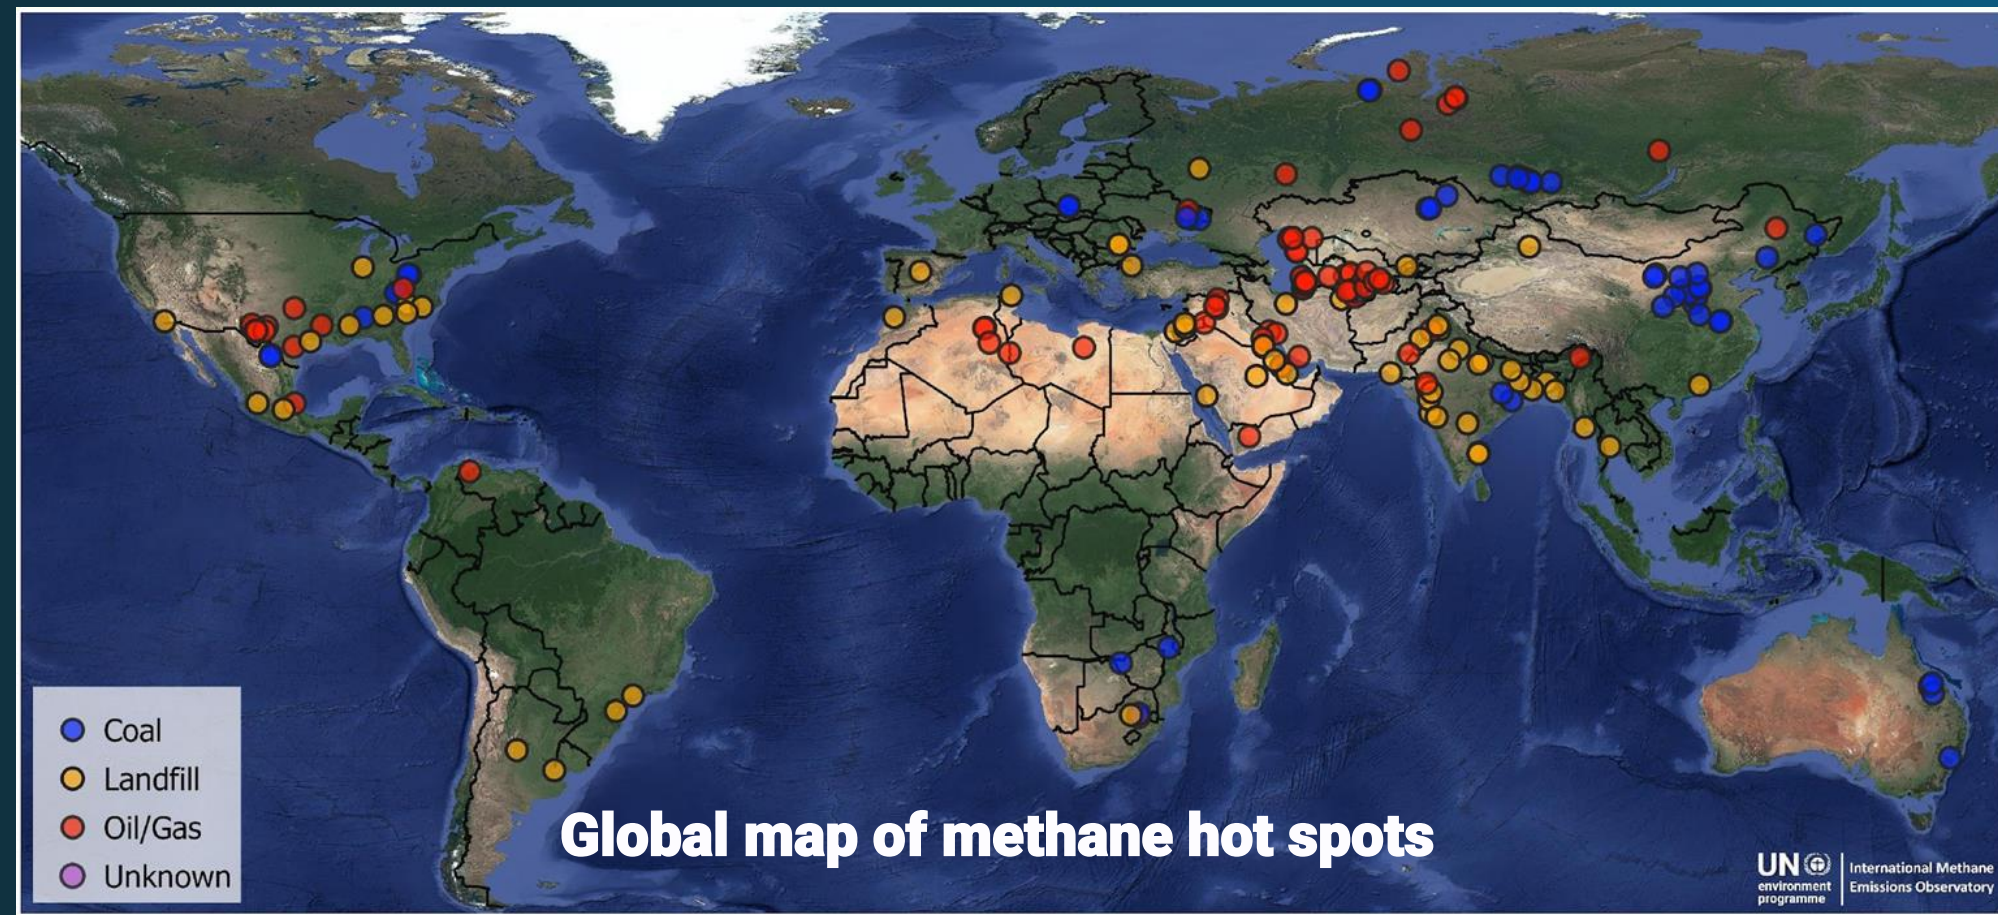 Coal
Landfill
Oil/Gas
Unknown
Global map of methane hot spots
UN
environment
programme
International Methane
Emissions Observatory